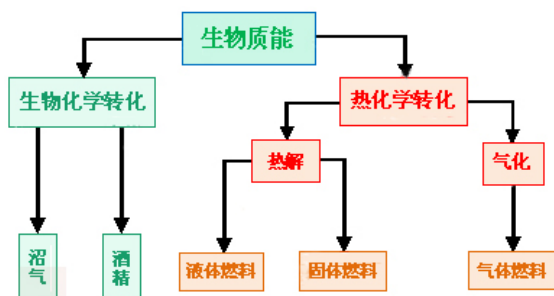 生物质能
生物化学转化
热化学转化
热解
气化
沼气
酒精
液体燃料
固体燃料
气体燃料